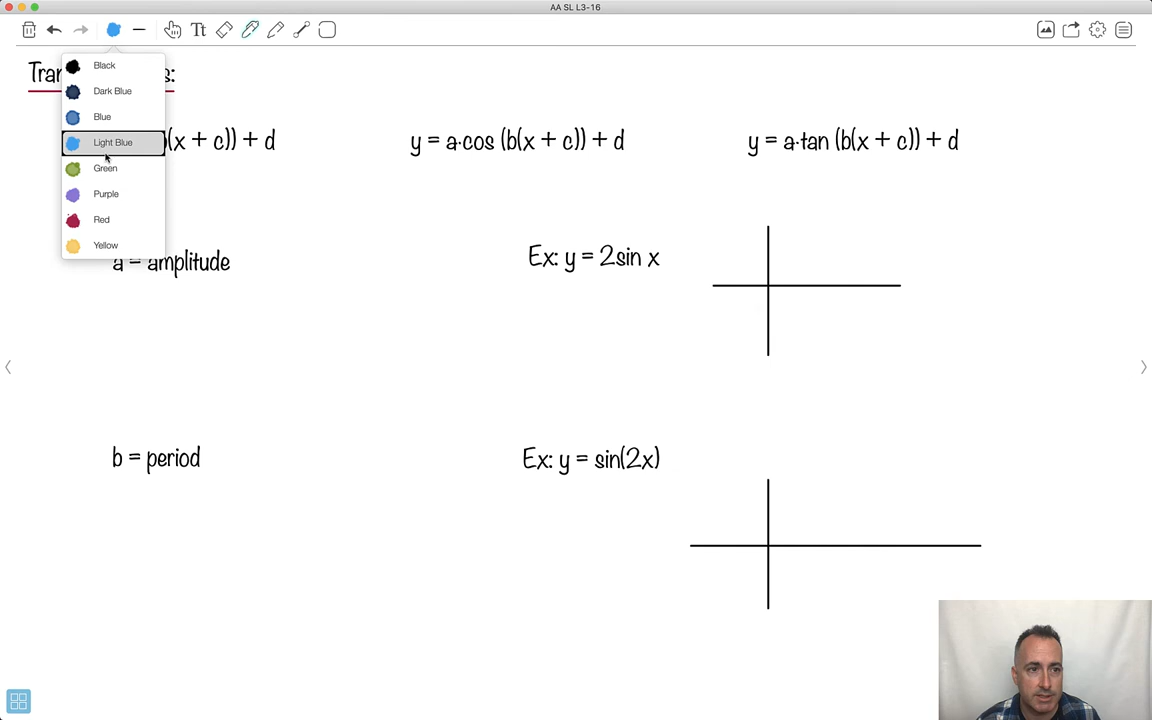 AA SL L3-16
Tt
Black
Dark Blue
Blue
Light Blue
Green
Purple
Red
Yellow
(x + c)) + d
y = a·cos (b(x + c)) + d
y = a·tan (b(x + c)) + d
a = amplitude
Ex: y = 2sin x
b = period
Ex: y = sin(2x)